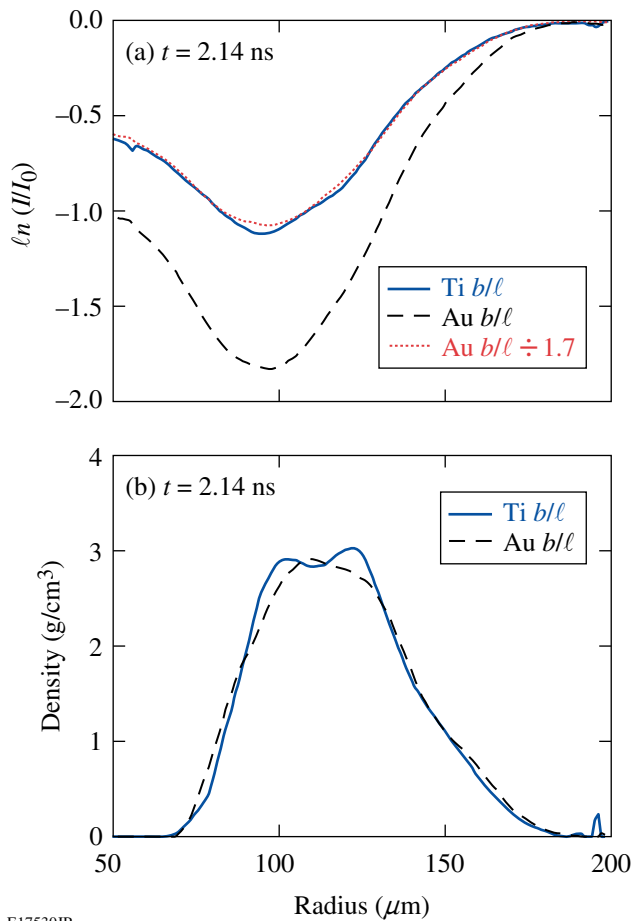 (a) t = 2.14 ns
0.0
–0.5
–1.0
–1.5
–2.0
ℓn (I/I0)
Ti b/ℓ
Au b/ℓ
Au b/ℓ ÷ 1.7
(b) t = 2.14 ns
4
3
2
1
0
Density (g/cm³)
Ti b/ℓ
Au b/ℓ
50 100 150 200
Radius (μm)